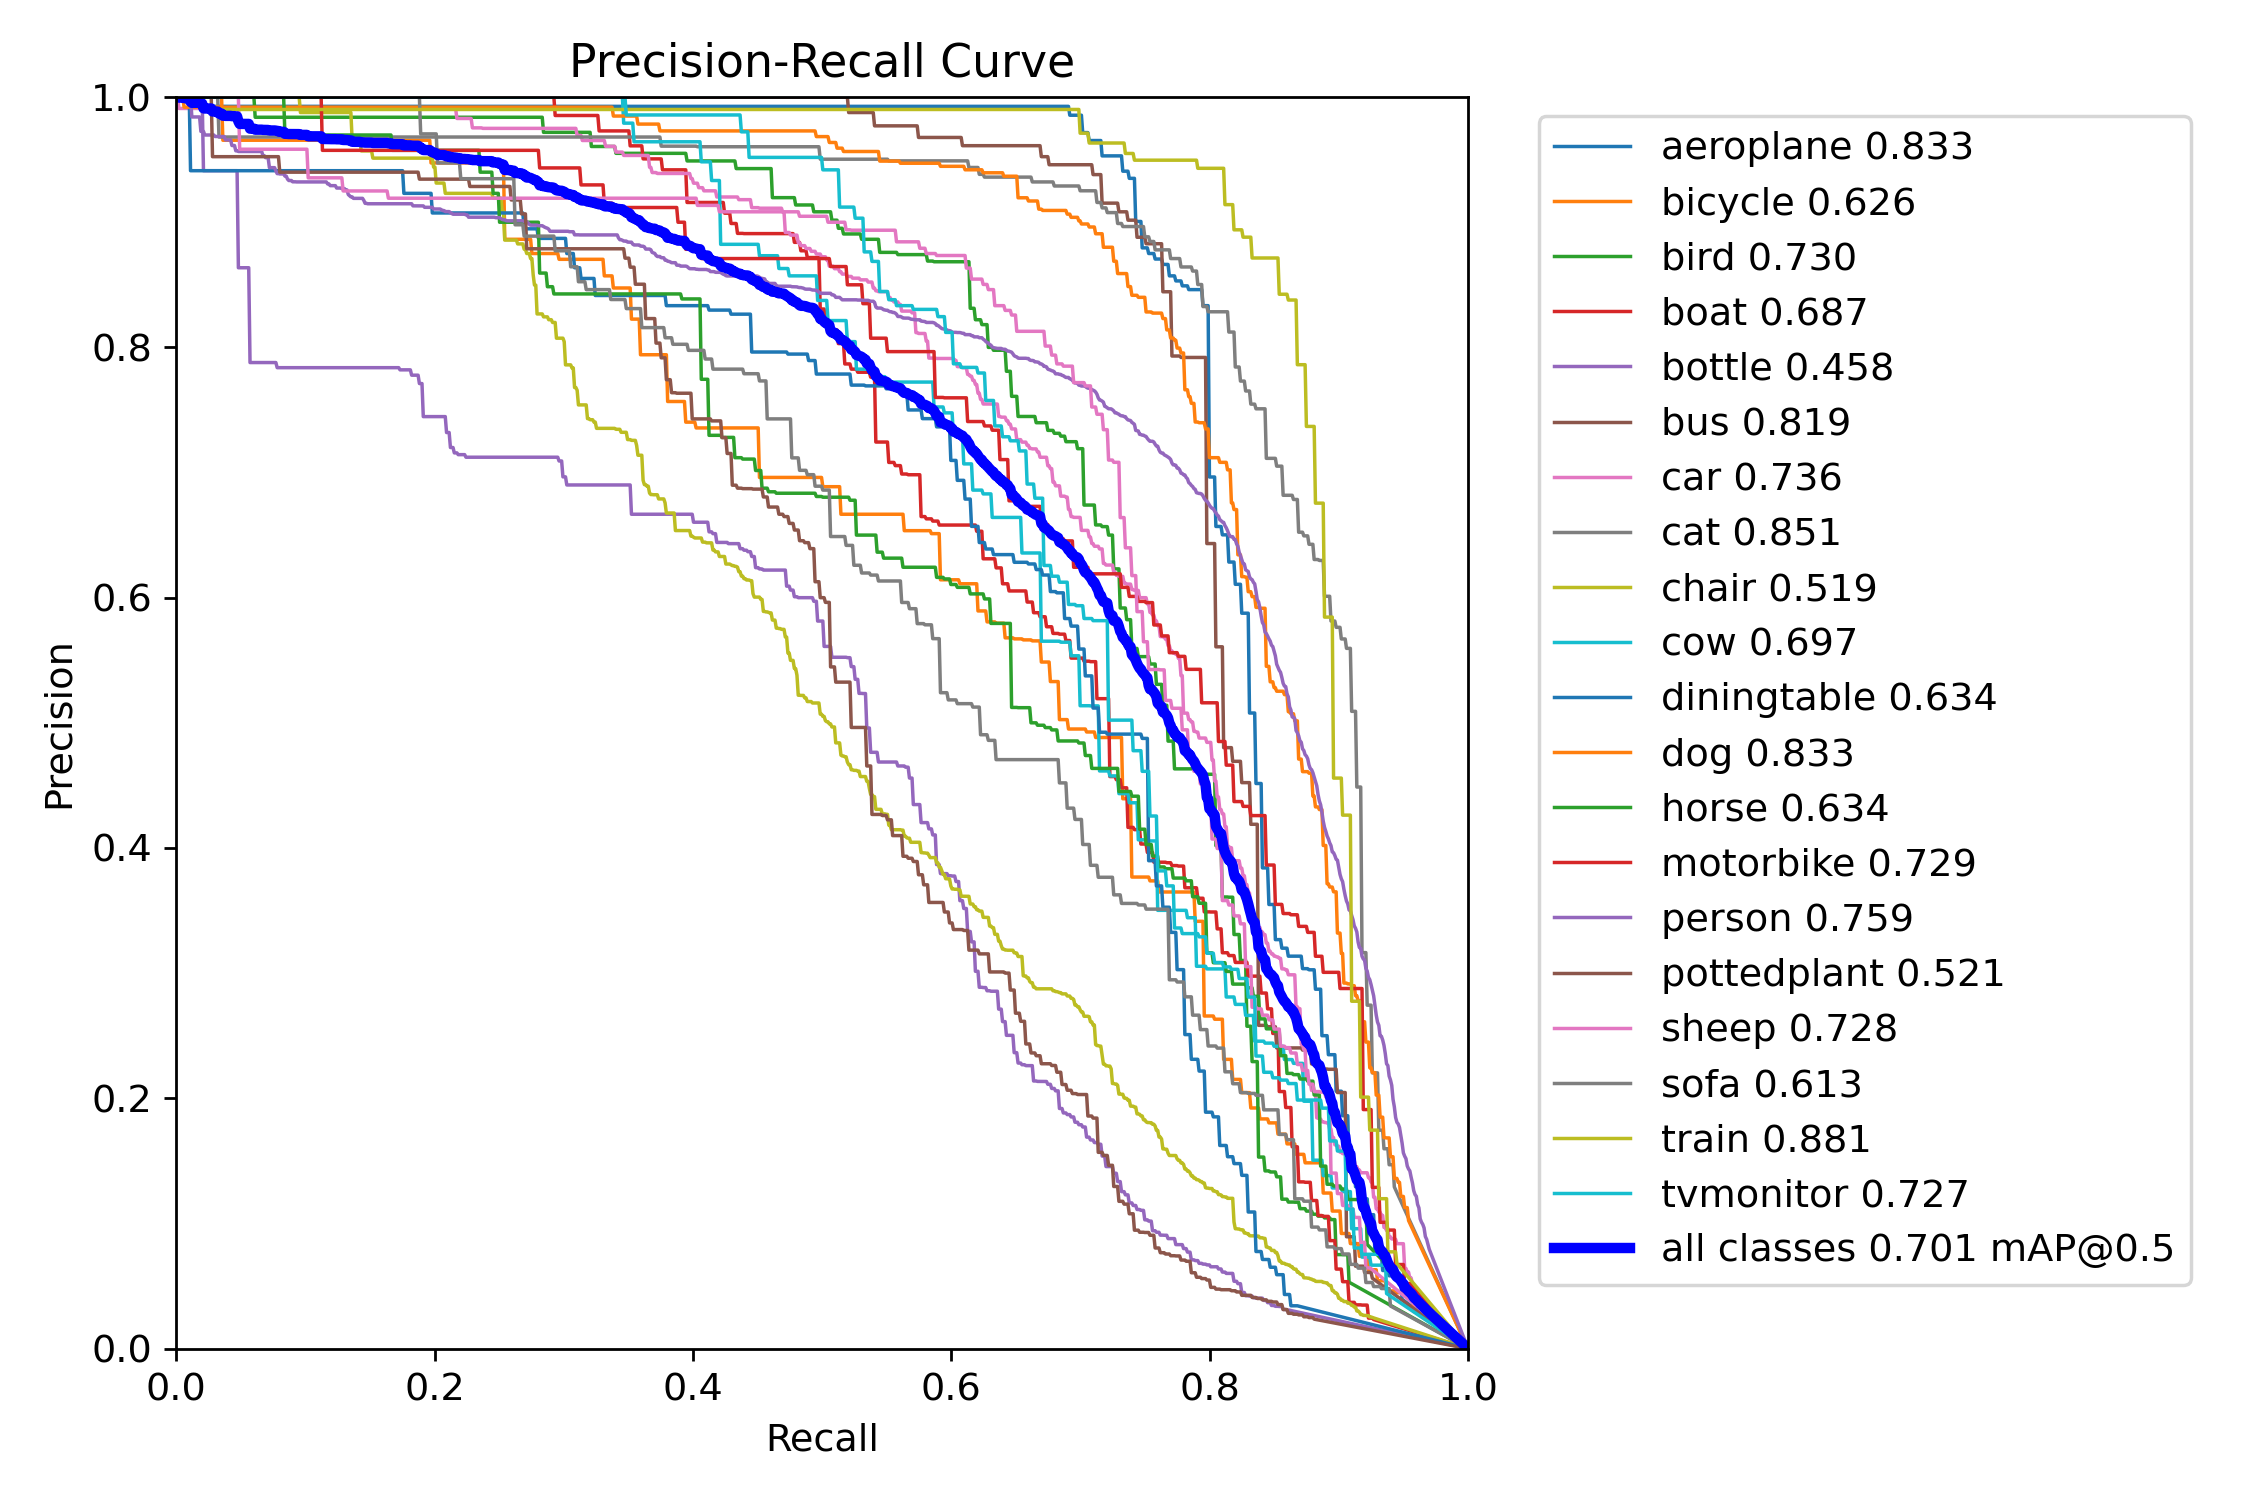 Precision-Recall Curve
1.0
0.8
0.6
0.4
0.2
0.0
Precision
0.0 0.2 0.4 0.6 0.8 1.0
Recall
aeroplane 0.833
bicycle 0.626
bird 0.730
boat 0.687
bottle 0.458
bus 0.819
car 0.736
cat 0.851
chair 0.519
cow 0.697
diningtable 0.634
dog 0.833
horse 0.634
motorbike 0.729
person 0.759
pottedplant 0.521
sheep 0.728
sofa 0.613
train 0.881
tvmonitor 0.727
all classes 0.701 mAP@0.5